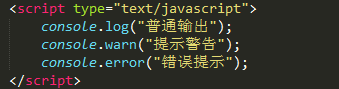 <script type="text/javascript">
console.log("普通输出");
console.warn("提示警告");
console.error("错误提示");
</script>